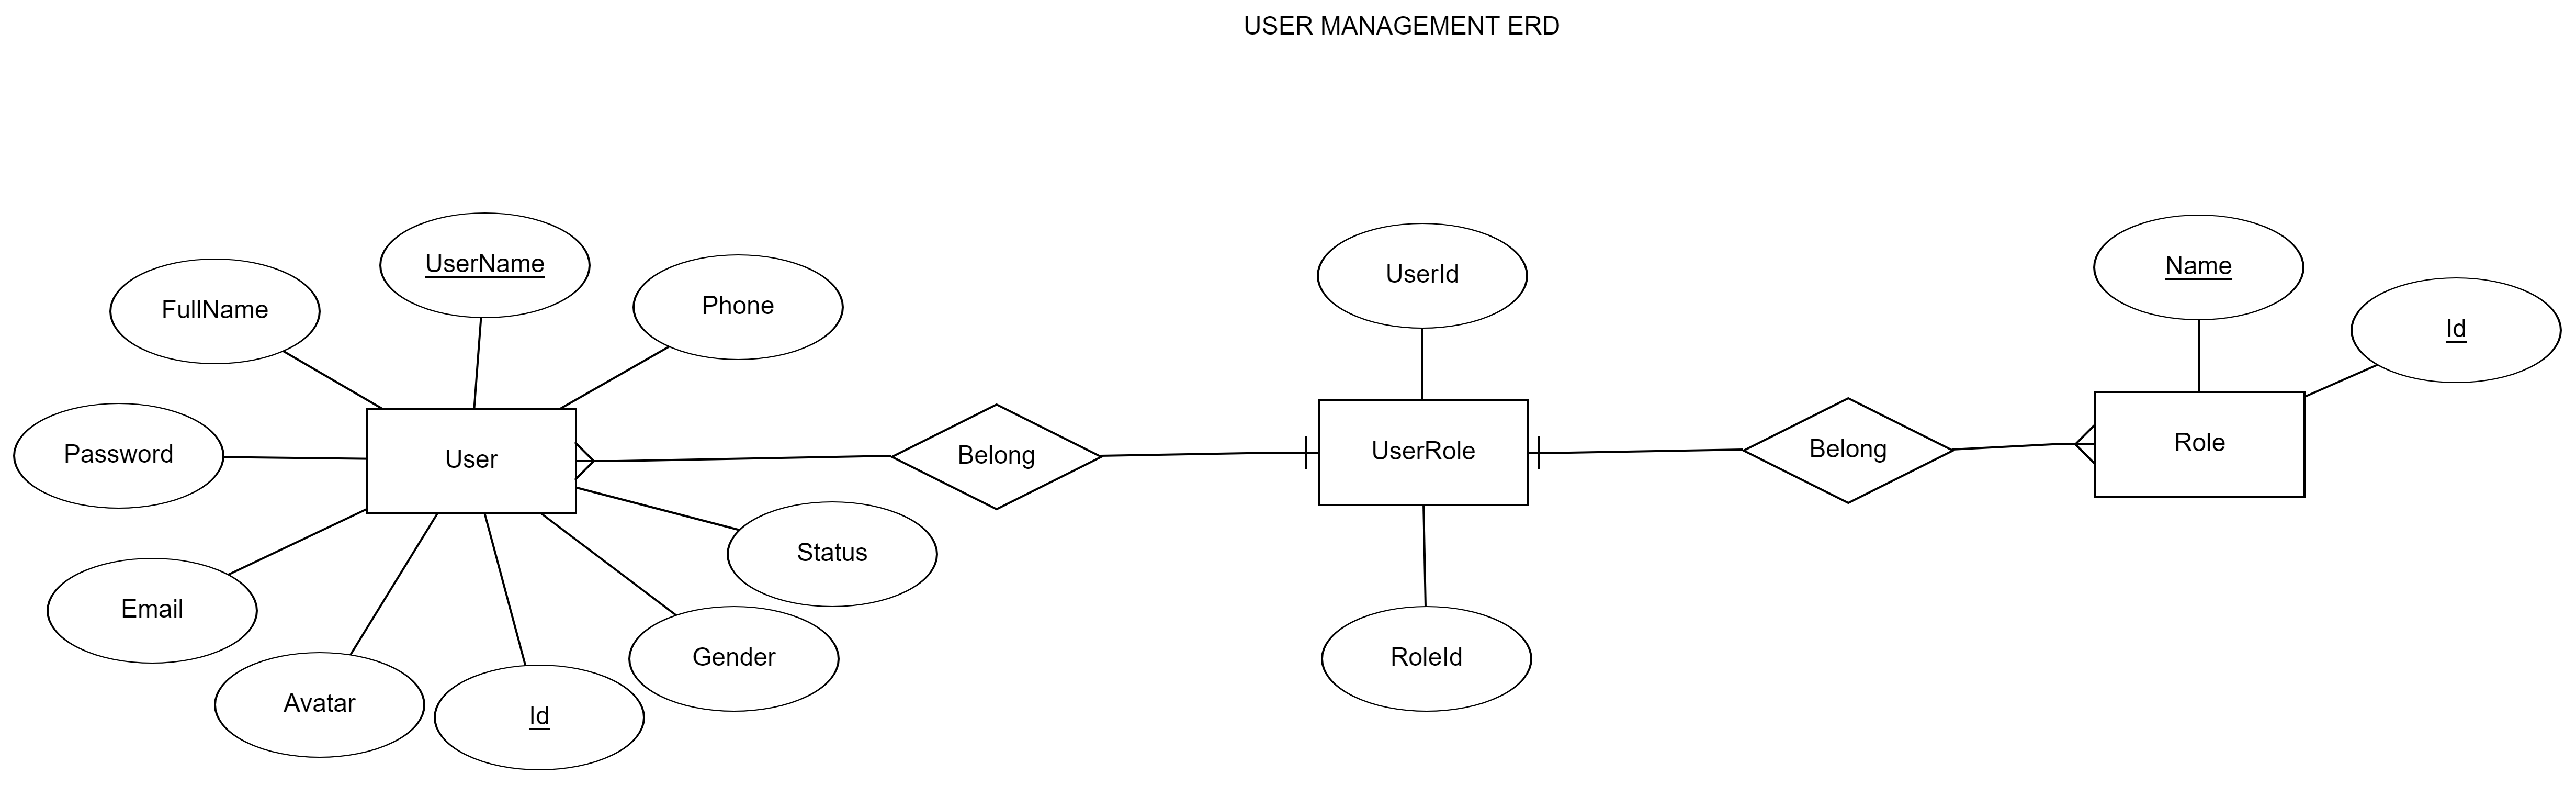 USER MANAGEMENT ERD
UserName
FullName
Phone
Password
User
Belong
Status
Email
Gender
Avatar
Id
UserId
UserRole
RoleId
Belong
Name
Id
Role